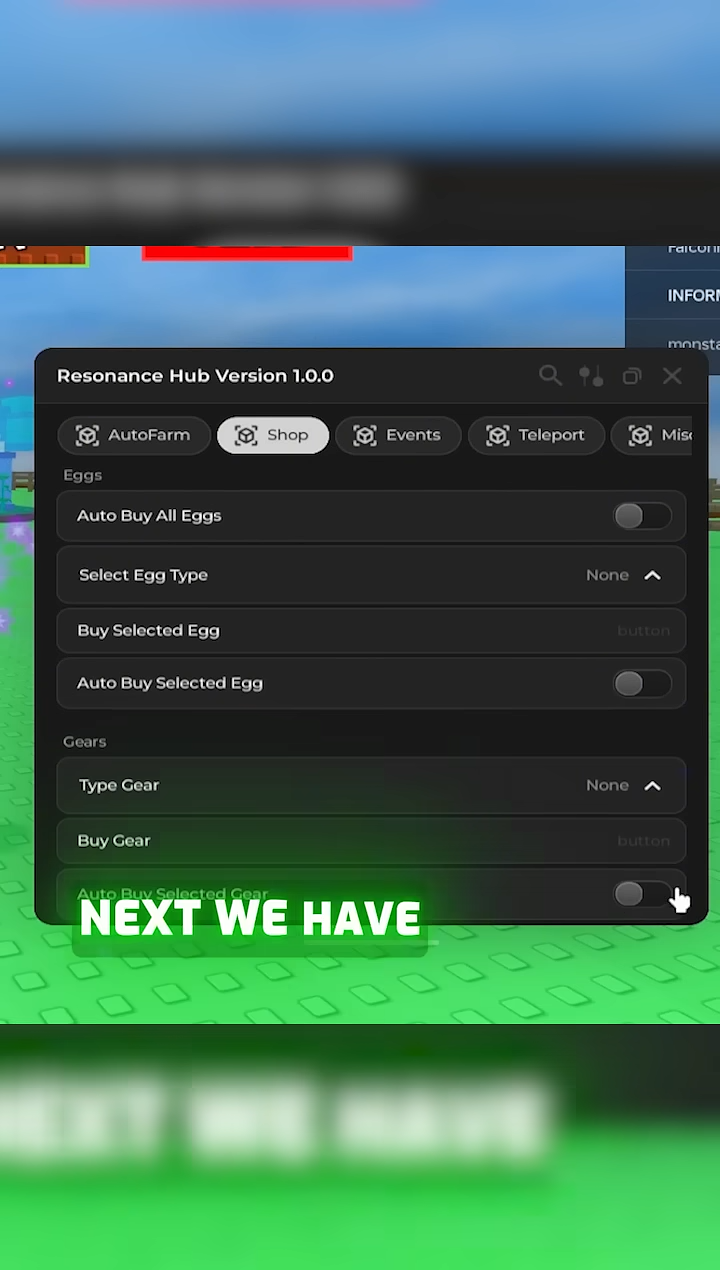 INFORM
monsta
Resonance Hub Version 1.0.0
AutoFarm
Shop
Events
Teleport
Misc
Eggs
Auto Buy All Eggs
Select Egg Type None
Buy Selected Egg button
Auto Buy Selected Egg
Gears
Type Gear None
Buy Gear button
Auto Buy Selected Gear
NEXT WE HAVE